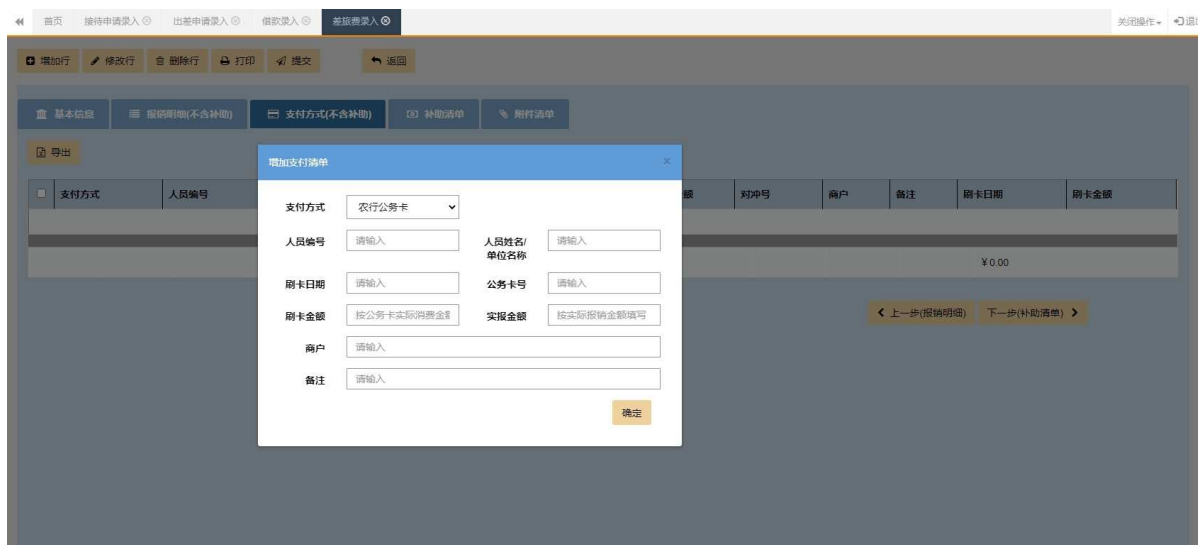 首页 接待申请录入 出差申请录入 借款录入 差旅费录入 关闭操作
增加行 修改行 删除行 打印 提交 返回
基本信息 报销明细(不含补助) 支付方式(不含补助) 补助清单 附件清单
导出
增加支付清单
支付方式 人员编号 对冲号 商户 备注 刷卡日期 刷卡金额
支付方式 农行公务卡
人员编号 请输入 人员姓名/ 请输入
单位名称
¥0.00
刷卡日期 请输入 公务卡号 请输入
刷卡金额 按公务卡实际消费金 实报金额 按实际报销金额填写
上一步(报销明细) 下一步(补助清单)
商户 请输入
备注 请输入
确定